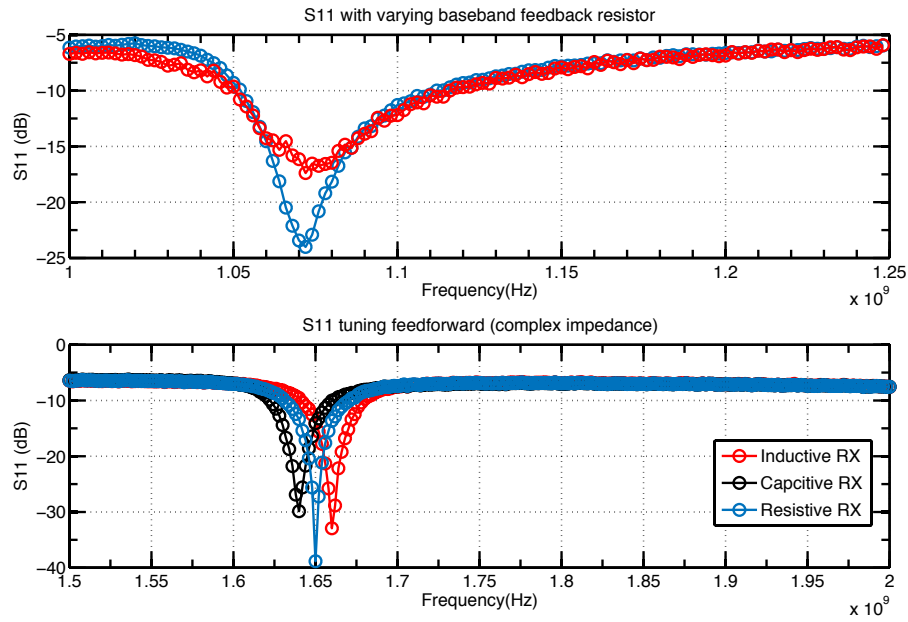 S11 with varying baseband feedback resistor
−5
−10
−15
−20
−25
S11 (dB)
1 1.05 1.1 1.15 1.2 1.25
Frequency(Hz)
x 10^9
S11 tuning feedforward (complex impedance)
0
−10
−20
−30
−40
S11 (dB)
Inductive RX
Capcitive RX
Resistive RX
1.5 1.55 1.6 1.65 1.7 1.75 1.8 1.85 1.9 1.95 2
Frequency(Hz)
x 10^9